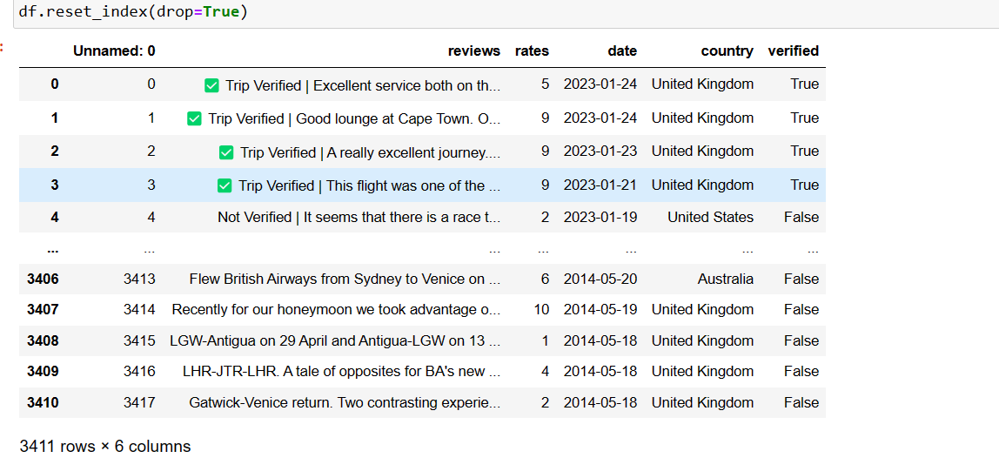 df.reset_index(drop=True)
Unnamed: 0 reviews rates date country verified
0 0 ✅ Trip Verified | Excellent service both on th... 5 2023-01-24 United Kingdom True
1 1 ✅ Trip Verified | Good lounge at Cape Town. O... 9 2023-01-24 United Kingdom True
2 2 ✅ Trip Verified | A really excellent journey.... 9 2023-01-23 United Kingdom True
3 3 ✅ Trip Verified | This flight was one of the ... 9 2023-01-21 United Kingdom True
4 4 Not Verified | It seems that there is a race t... 2 2023-01-19 United States False
... ... ... ... ... ... ...
3406 3413 Flew British Airways from Sydney to Venice on ... 6 2014-05-20 Australia False
3407 3414 Recently for our honeymoon we took advantage o... 10 2014-05-19 United Kingdom False
3408 3415 LGW-Antigua on 29 April and Antigua-LGW on 13 ... 1 2014-05-18 United Kingdom False
3409 3416 LHR-JTR-LHR. A tale of opposites for BA's new ... 4 2014-05-18 United Kingdom False
3410 3417 Gatwick-Venice return. Two contrasting experie... 2 2014-05-18 United Kingdom False
3411 rows × 6 columns